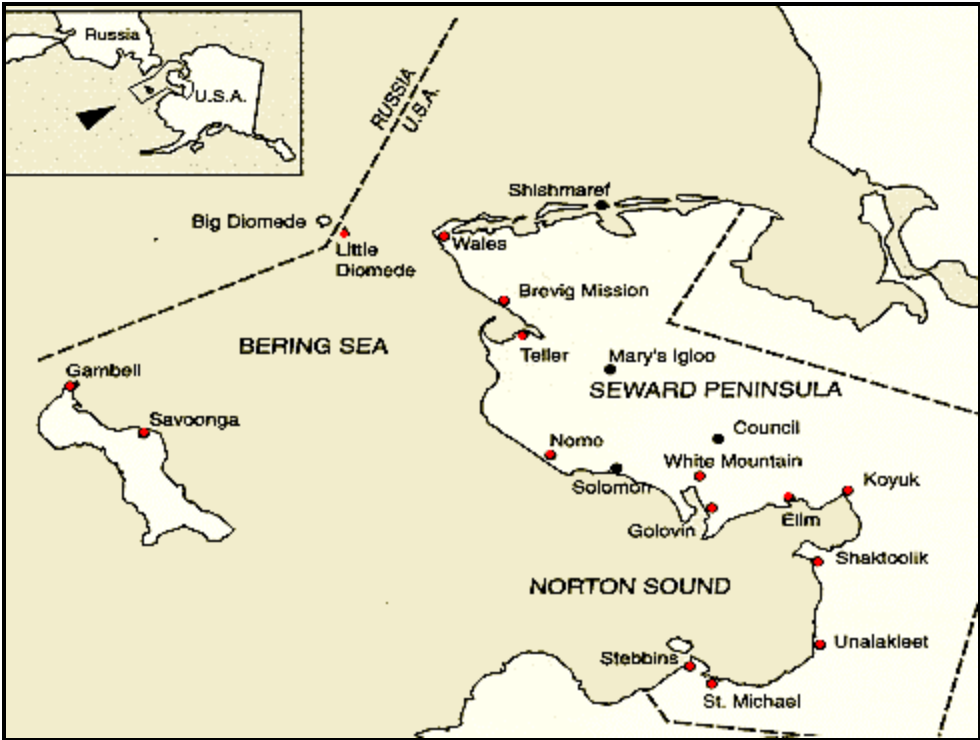 Russia
U.S.A.
RUSSIA
U.S.A.
Shishmaref
Big Diomede
Wales
Little
Diomede
Brevig Mission
BERING SEA
Teller
Mary's Igloo
Gambell
SEWARD PENINSULA
Savoonga
Council
Nome
White Mountain
Koyuk
Solomon
Elim
Golovin
Shaktoolik
NORTON SOUND
Unalakleet
Stebbins
St. Michael